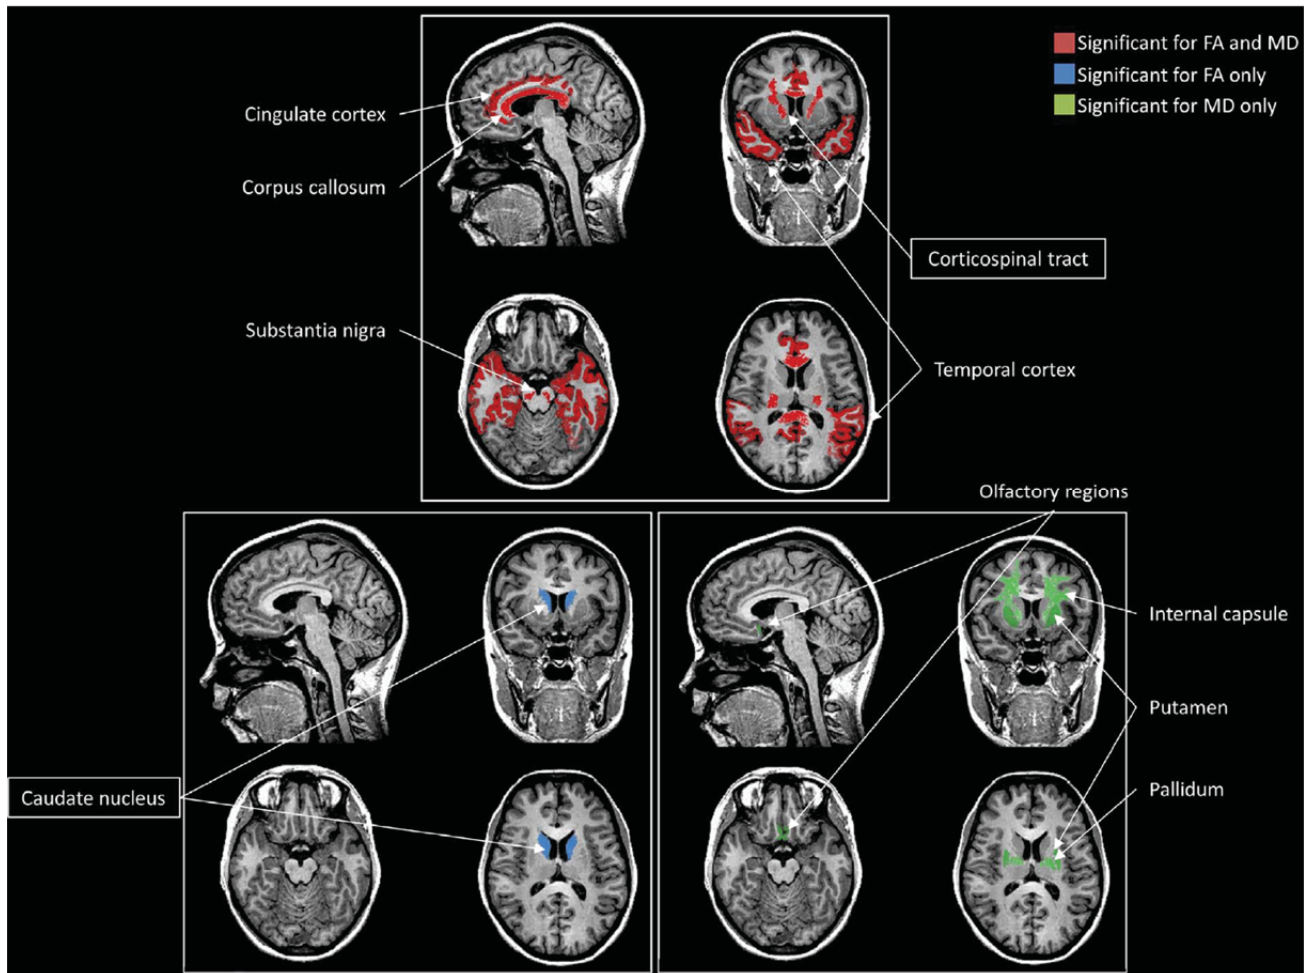 Significant for FA and MD
Significant for FA only
Significant for MD only
Cingulate cortex
Corpus callosum
Corticospinal tract
Substantia nigra
Temporal cortex
Olfactory regions
Internal capsule
Putamen
Caudate nucleus
Pallidum